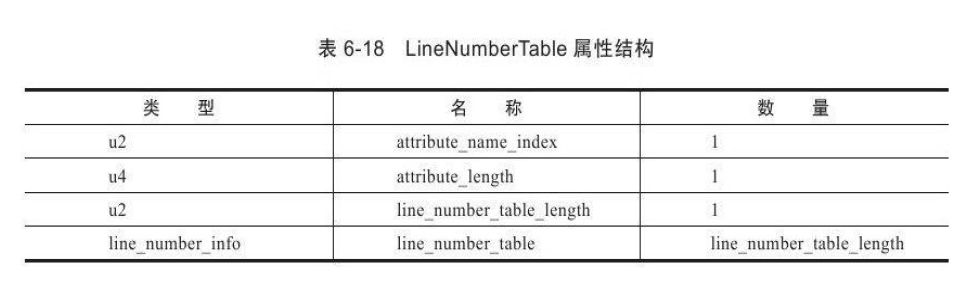 表 6-18 LineNumberTable 属性结构
类 型 名 称 数 量
u2 attribute_name_index 1
u4 attribute_length 1
u2 line_number_table_length 1
line_number_info line_number_table line_number_table_length